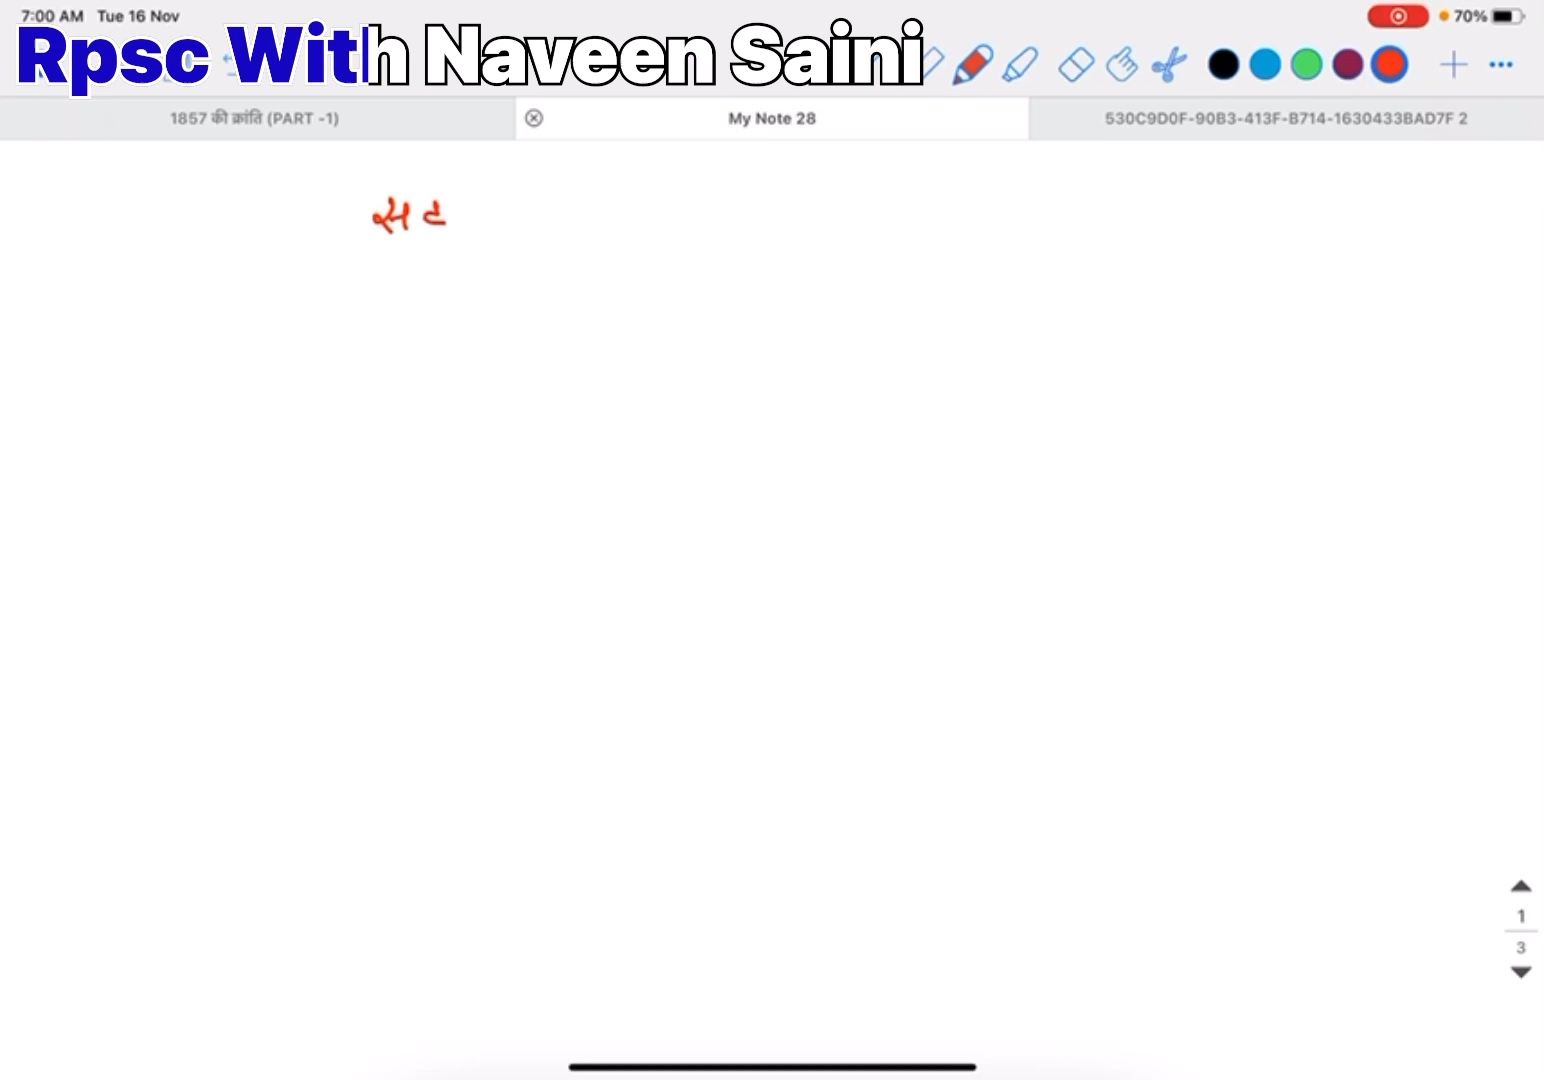 7:00 AM Tue 16 Nov
70%
Rpsc With Naveen Saini
1857 की क्रांति (PART -1)
My Note 28
530C9D0F-90B3-413F-B714-1630433BAD7F 2
स
1
3